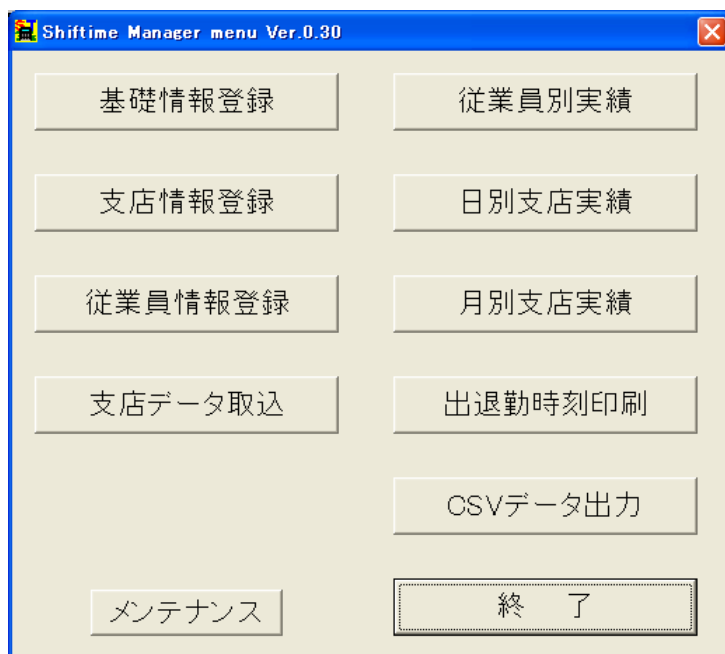 Shiftime Manager menu Ver.0.30
基礎情報登録
従業員別実績
支店情報登録
日別支店実績
従業員情報登録
月別支店実績
支店データ取込
出退勤時刻印刷
CSVデータ出力
メンテナンス
終　了